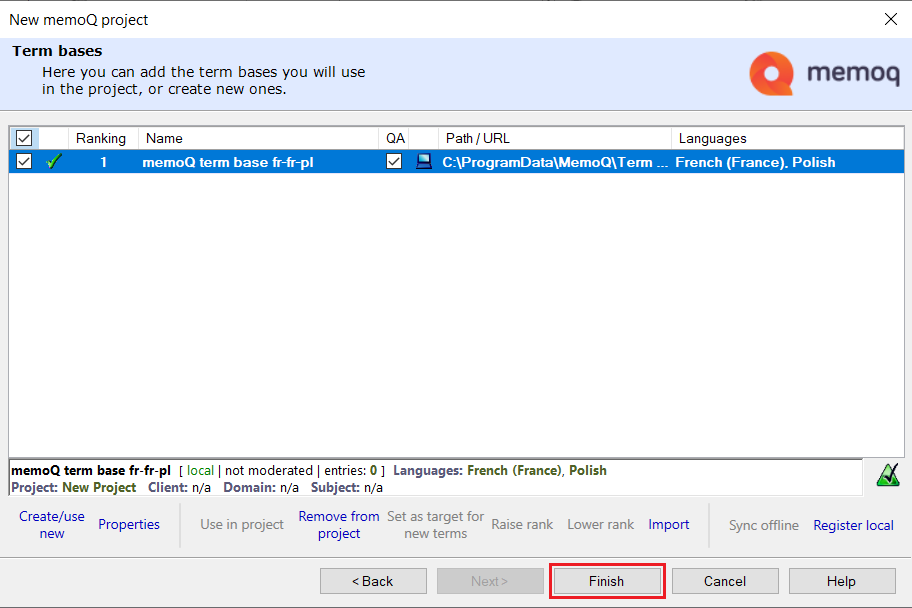 New memoQ project
Term bases
Here you can add the term bases you will use
in the project, or create new ones.
memoq
Ranking Name QA Path / URL Languages
1 memoQ term base fr-fr-pl C:\ProgramData\MemoQ\Term ... French (France), Polish
memoQ term base fr-fr-pl [ local | not moderated | entries: 0 ] Languages: French (France), Polish
Project: New Project Client: n/a Domain: n/a Subject: n/a
Create/use
new
Properties
Use in project
Remove from
project
Set as target for
new terms
Raise rank
Lower rank
Import
Sync offline
Register local
< Back
Next >
Finish
Cancel
Help